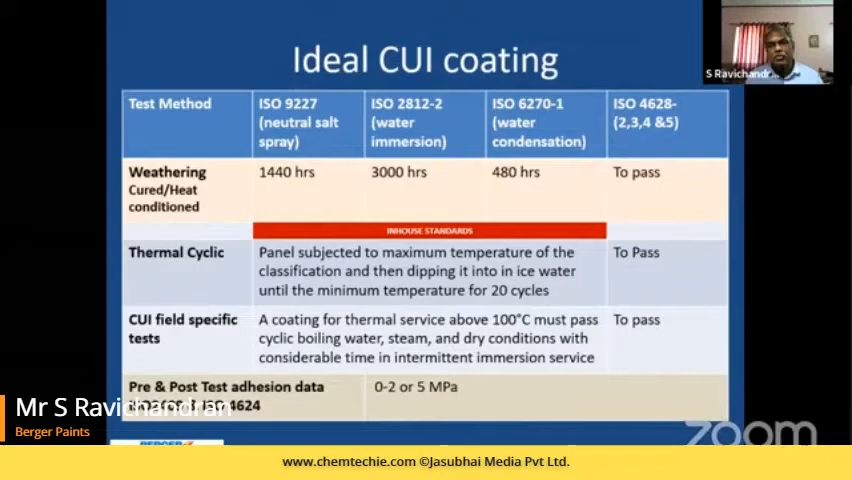 Ideal CUI coating
S Ravichandran
Test Method
ISO 9227
(neutral salt
spray)
ISO 2812-2
(water
immersion)
ISO 6270-1
(water
condensation)
ISO 4628-
(2,3,4 &5)
Weathering
Cured/Heat
conditioned
1440 hrs
3000 hrs
480 hrs
To pass
INHOUSE STANDARDS
Thermal Cyclic
Panel subjected to maximum temperature of the
classification and then dipping it into in ice water
until the minimum temperature for 20 cycles
To Pass
CUI field specific
tests
A coating for thermal service above 100°C must pass
cyclic boiling water, steam, and dry conditions with
considerable time in intermittent immersion service
To pass
Pre & Post Test adhesion data
4624
0-2 or 5 MPa
Mr S Ravichandran
Berger Paints
BERGER
zoom
www.chemtechie.com ©Jasubhai Media Pvt Ltd.